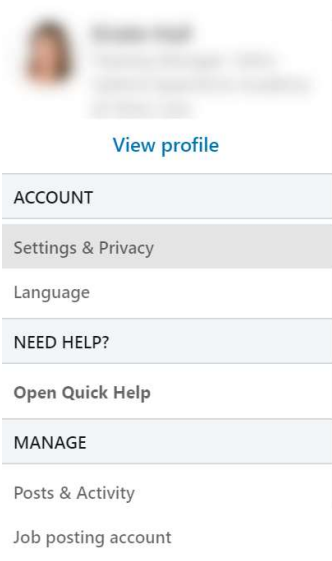 View profile
ACCOUNT
Settings & Privacy
Language
NEED HELP?
Open Quick Help
MANAGE
Posts & Activity
Job posting account